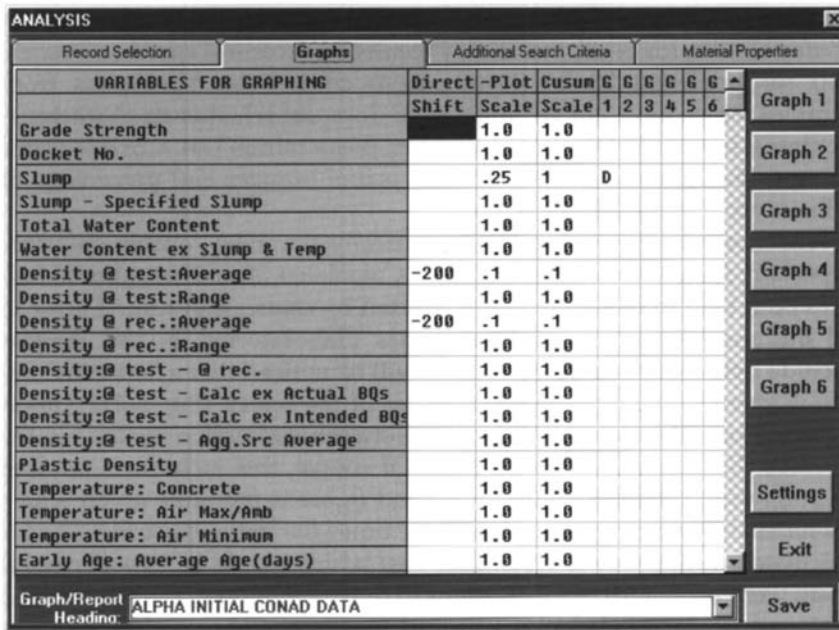 ANALYSIS
Record Selection Graphs Additional Search Criteria Material Properties
VARIABLES FOR GRAPHING Direct -Plot Cusum G G G G G G
Shift Scale Scale 1 2 3 4 5 6
Grade Strength 1.0 1.0
Docket No. 1.0 1.0
Slump .25 1 D
Slump - Specified Slump 1.0 1.0
Total Water Content 1.0 1.0
Water Content ex Slump & Temp 1.0 1.0
Density @ test:Average -200 .1 .1
Density @ test:Range 1.0 1.0
Density @ rec.:Average -200 .1 .1
Density @ rec.:Range 1.0 1.0
Density:@ test - @ rec. 1.0 1.0
Density:@ test - Calc ex Actual BQs 1.0 1.0
Density:@ test - Calc ex Intended BQs 1.0 1.0
Density:@ test - Agg.Src Average 1.0 1.0
Plastic Density 1.0 1.0
Temperature: Concrete 1.0 1.0
Temperature: Air Max/Amb 1.0 1.0
Temperature: Air Minimum 1.0 1.0
Early Age: Average Age(days) 1.0 1.0
Graph 1
Graph 2
Graph 3
Graph 4
Graph 5
Graph 6
Settings
Exit
Graph/Report
Heading: ALPHA INITIAL CONAD DATA
Save